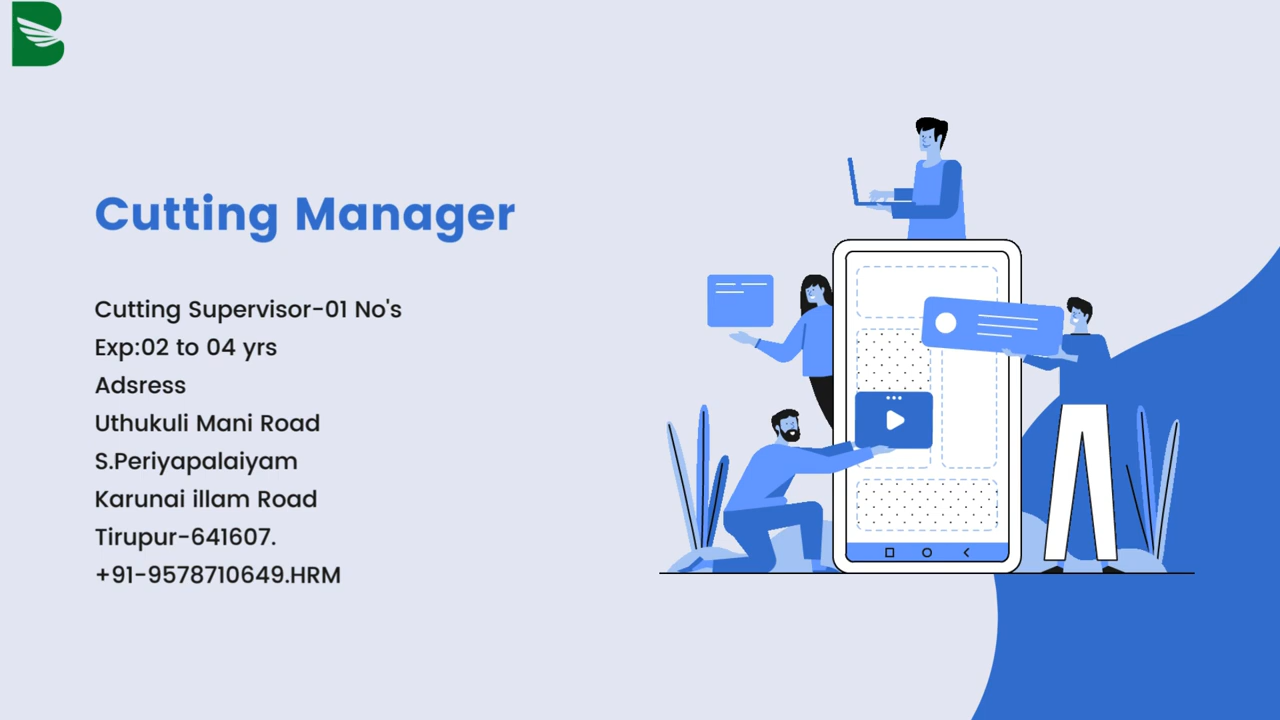 Cutting Manager
Cutting Supervisor-01 No's
Exp:02 to 04 yrs
Adsress
Uthukuli Mani Road
S.Periyapalaiyam
Karunai illam Road
Tirupur-641607.
+91-9578710649.HRM